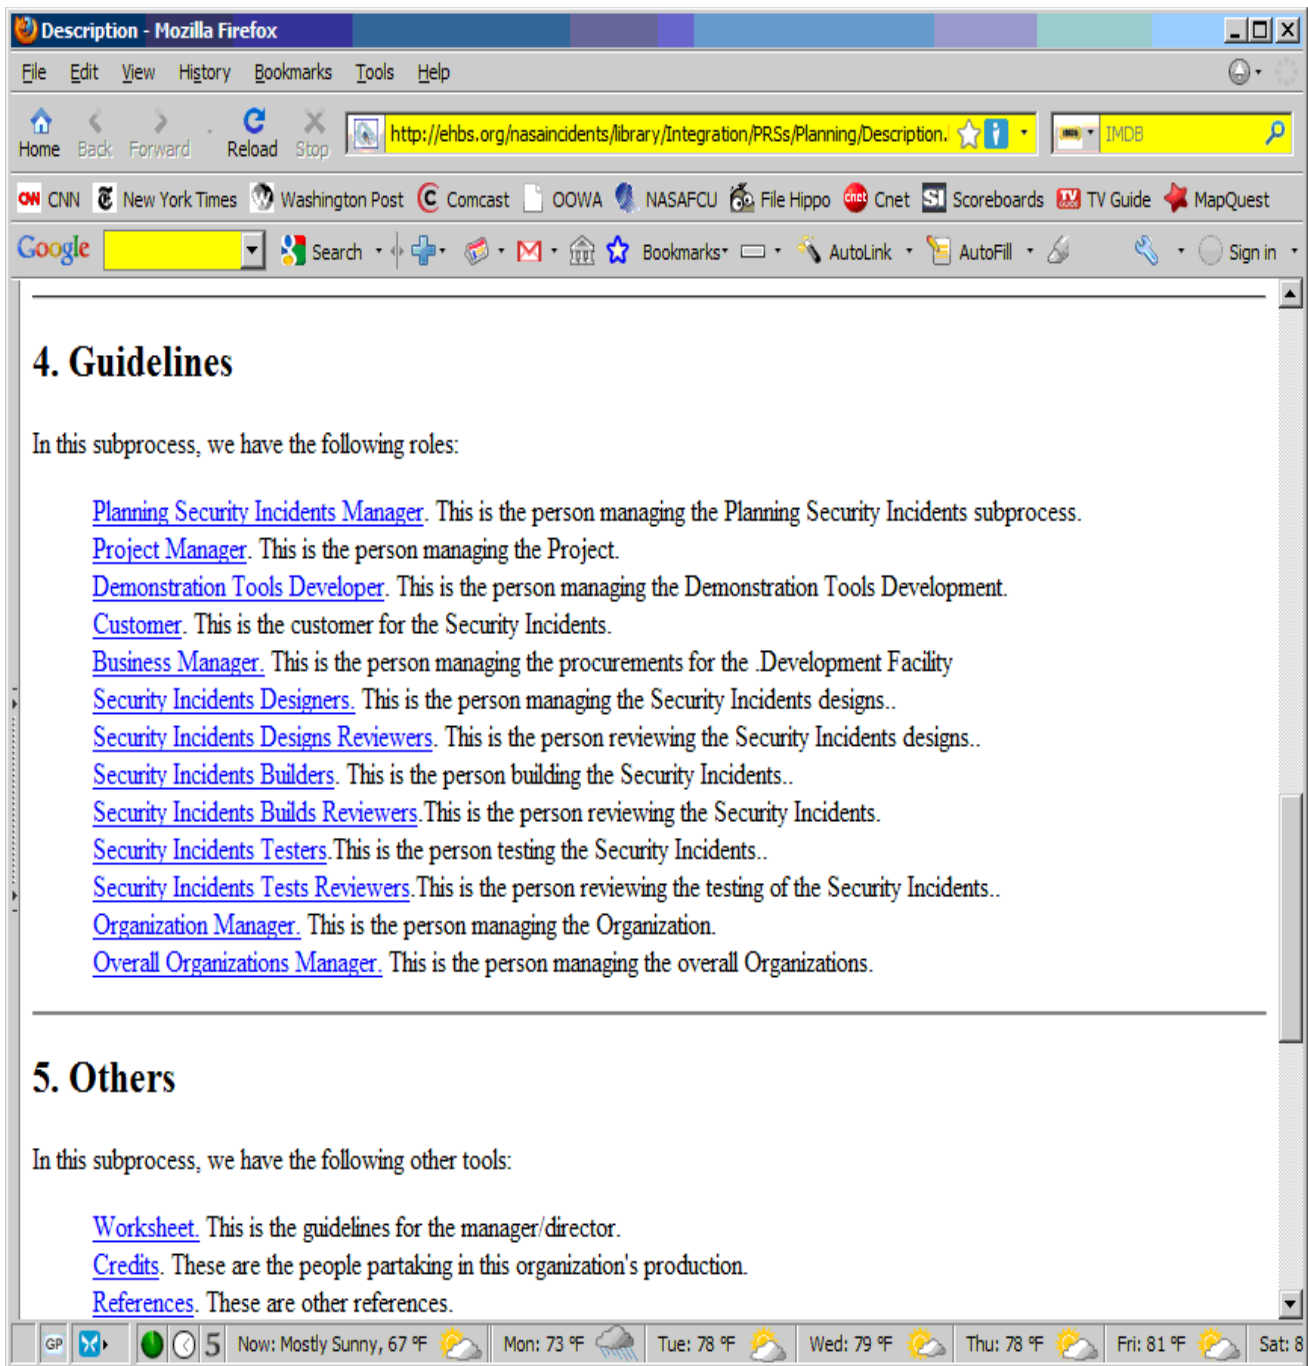 Description - Mozilla Firefox
File Edit View History Bookmarks Tools Help
Home Back Forward Reload Stop http://ehbs.org/nasaincidents/library/Integration/PRSs/Planning/Description. IMDB
CNN New York Times Washington Post Comcast OOWA NASAFCU File Hippo cnet Cnet SI Scoreboards TV Guide MapQuest
Google Search Bookmarks AutoLink AutoFill Sign in
4. Guidelines
In this subprocess, we have the following roles:
Planning Security Incidents Manager. This is the person managing the Planning Security Incidents subprocess.
Project Manager. This is the person managing the Project.
Demonstration Tools Developer. This is the person managing the Demonstration Tools Development.
Customer. This is the customer for the Security Incidents.
Business Manager. This is the person managing the procurements for the .Development Facility
Security Incidents Designers. This is the person managing the Security Incidents designs..
Security Incidents Designs Reviewers. This is the person reviewing the Security Incidents designs..
Security Incidents Builders. This is the person building the Security Incidents..
Security Incidents Builds Reviewers.This is the person reviewing the Security Incidents.
Security Incidents Testers.This is the person testing the Security Incidents..
Security Incidents Tests Reviewers.This is the person reviewing the testing of the Security Incidents..
Organization Manager. This is the person managing the Organization.
Overall Organizations Manager. This is the person managing the overall Organizations.
5. Others
In this subprocess, we have the following other tools:
Worksheet. This is the guidelines for the manager/director.
Credits. These are the people partaking in this organization's production.
References. These are other references.
GP 5 Now: Mostly Sunny, 67 °F Mon: 73 °F Tue: 78 °F Wed: 79 °F Thu: 78 °F Fri: 81 °F Sat: 8